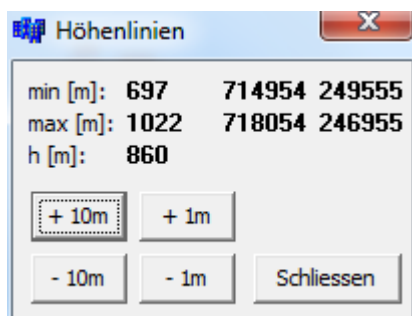 Höhenlinien
min [m]: 697 714954 249555
max [m]: 1022 718054 246955
h [m]: 860
+ 10m + 1m
- 10m - 1m Schliessen